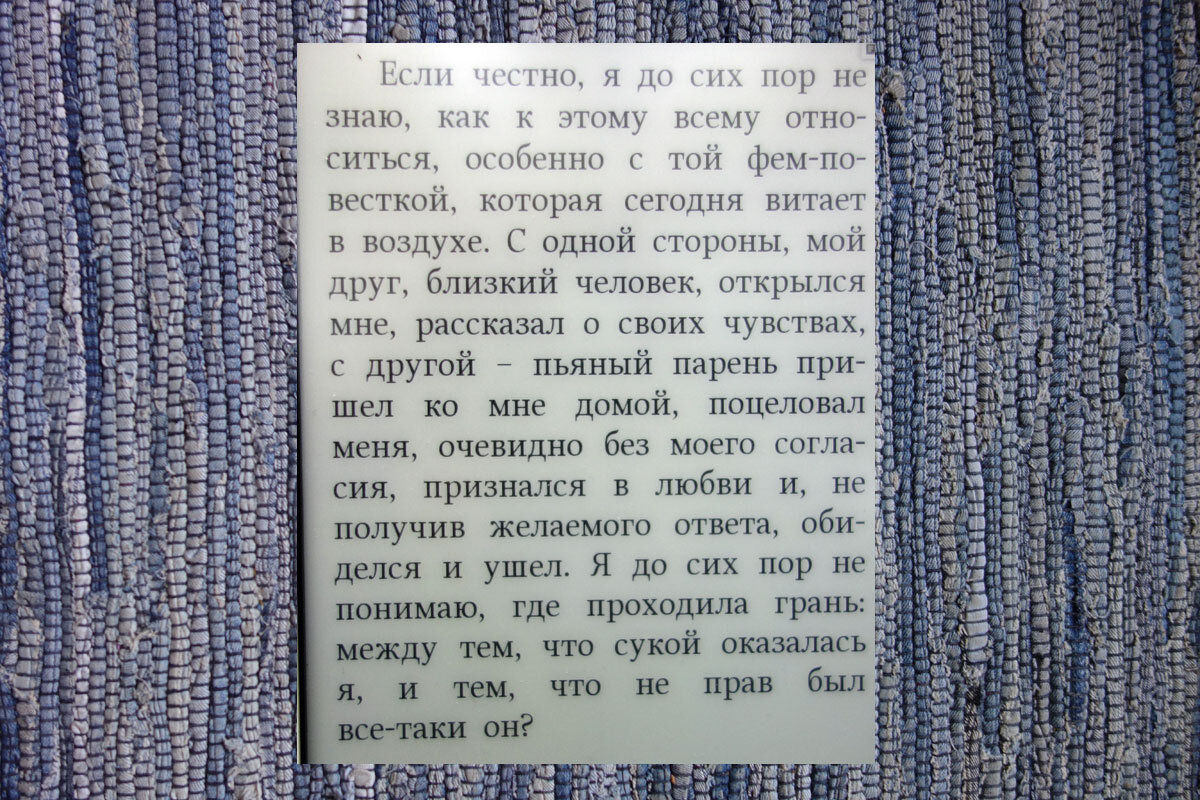 Если честно, я до сих пор не
знаю, как к этому всему отно-
ситься, особенно с той фем-по-
весткой, которая сегодня витает
в воздухе. С одной стороны, мой
друг, близкий человек, открылся
мне, рассказал о своих чувствах,
с другой – пьяный парень при-
шел ко мне домой, поцеловал
меня, очевидно без моего согла-
сия, признался в любви и, не
получив желаемого ответа, оби-
делся и ушел. Я до сих пор не
понимаю, где проходила грань:
между тем, что сукой оказалась
я, и тем, что не прав был
все-таки он?